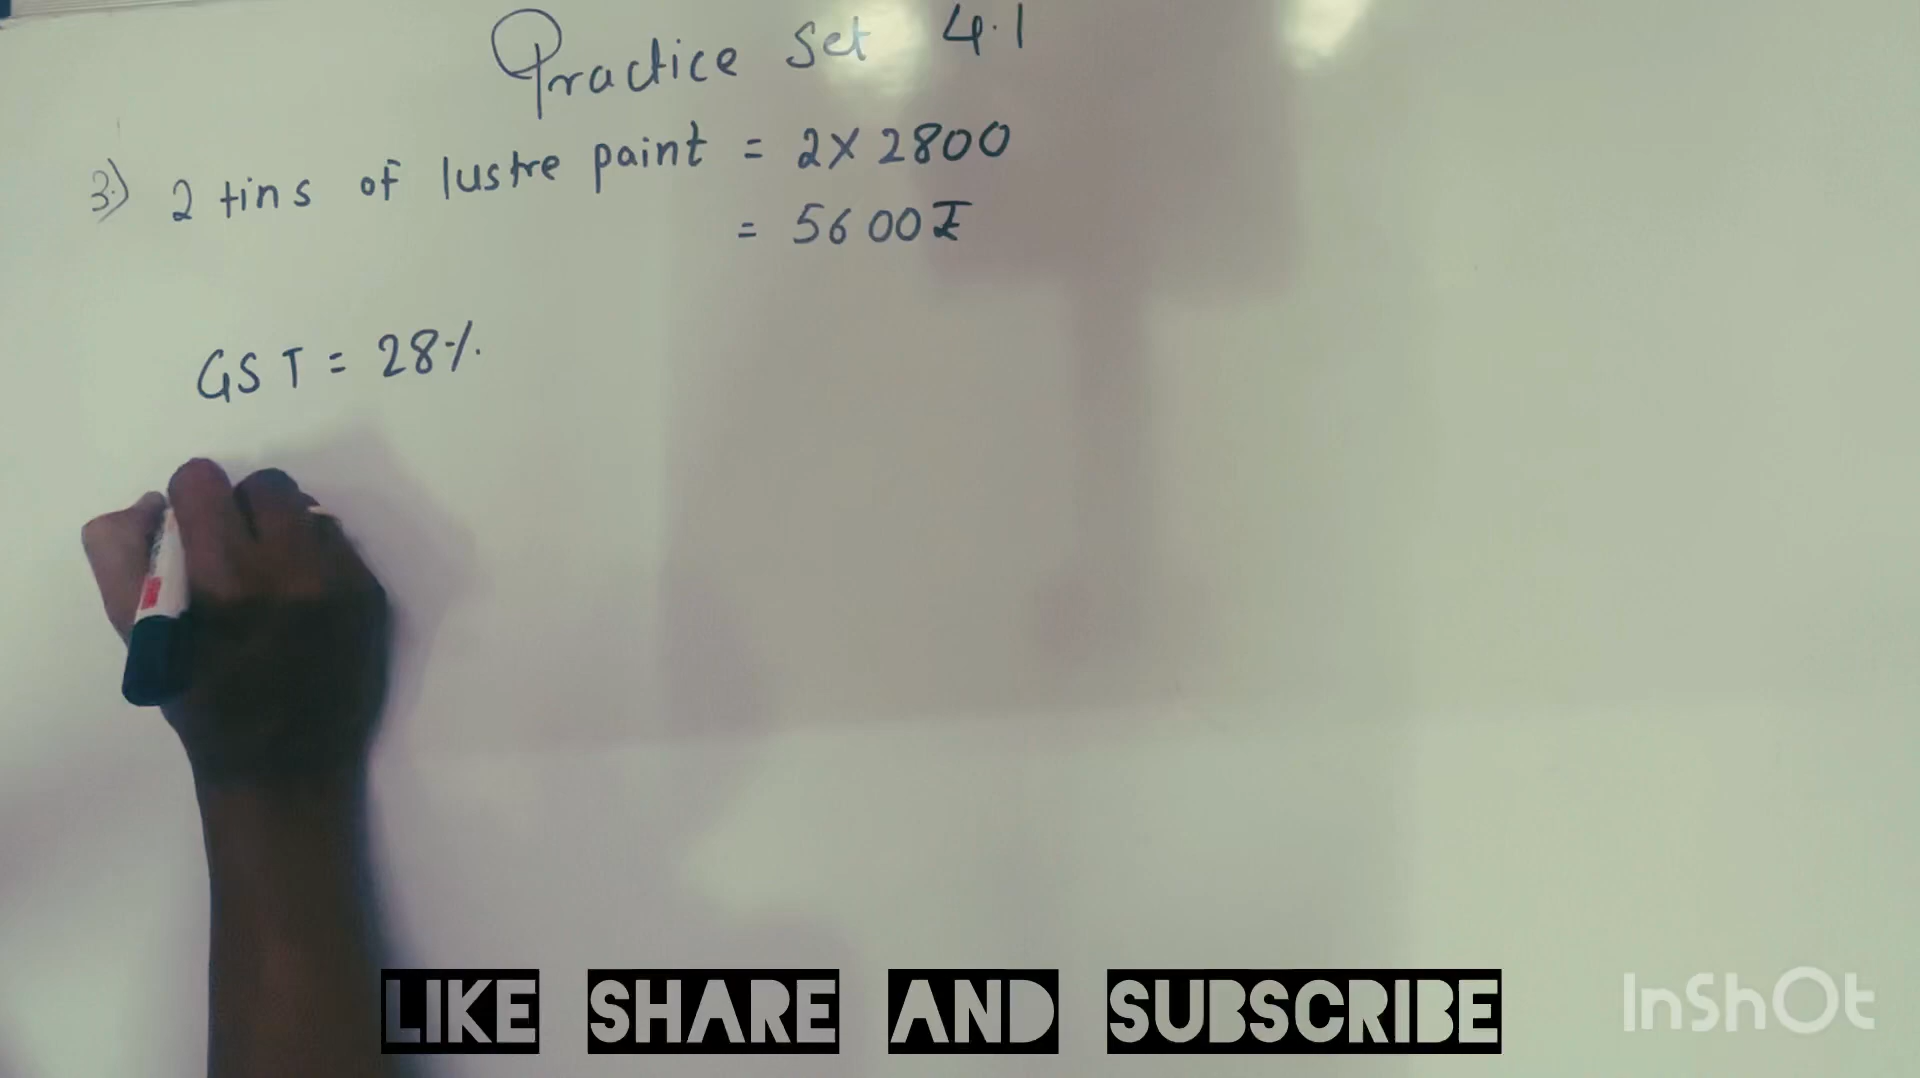 Practice Set 4.1
3) 2 tins of lustre paint = 2 × 2800
= 5600₹
GST = 28%
LIKE SHARE AND SUBSCRIBE
InShOt